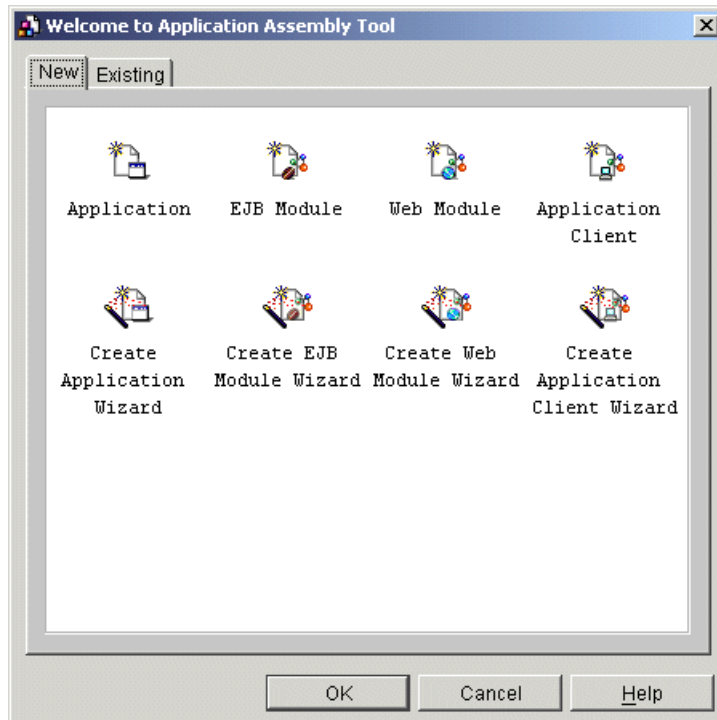 Welcome to Application Assembly Tool
New Existing
Application EJB Module Web Module Application
Client
Create Create EJB Create Web Create
Application Module Wizard Module Wizard Application
Wizard Client Wizard
OK Cancel Help